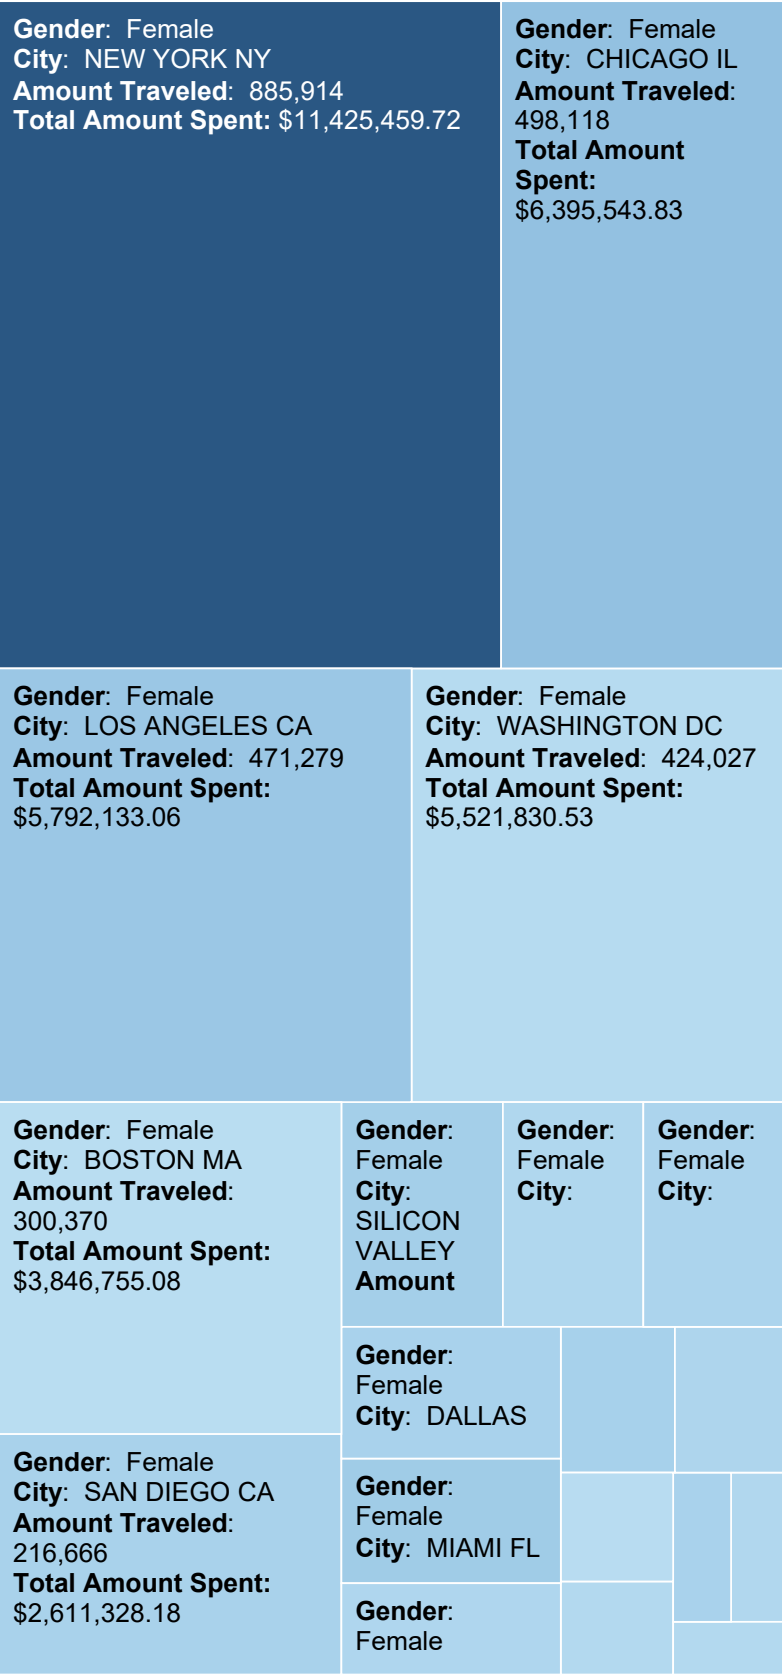 Gender: Female
City: NEW YORK NY
Amount Traveled: 885,914
Total Amount Spent: $11,425,459.72
Gender: Female
City: CHICAGO IL
Amount Traveled:
498,118
Total Amount
Spent:
$6,395,543.83
Gender: Female
City: LOS ANGELES CA
Amount Traveled: 471,279
Total Amount Spent:
$5,792,133.06
Gender: Female
City: WASHINGTON DC
Amount Traveled: 424,027
Total Amount Spent:
$5,521,830.53
Gender: Female
City: BOSTON MA
Amount Traveled:
300,370
Total Amount Spent:
$3,846,755.08
Gender:
Female
City:
SILICON
VALLEY
Amount
Gender:
Female
City:
Gender:
Female
City:
Gender:
Female
City: DALLAS
Gender: Female
City: SAN DIEGO CA
Amount Traveled:
216,666
Total Amount Spent:
$2,611,328.18
Gender:
Female
City: MIAMI FL
Gender:
Female